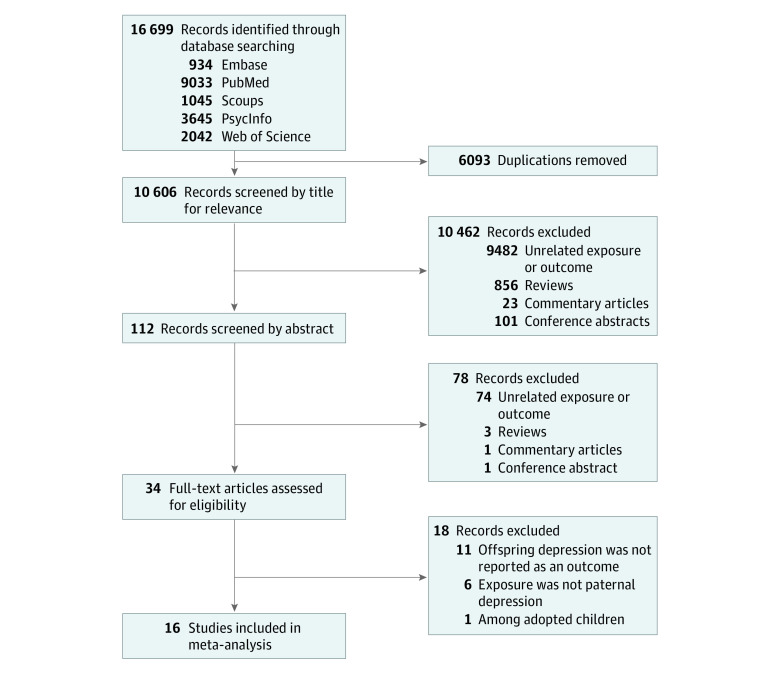 16 699 Records identified through
database searching
934 Embase
9033 PubMed
1045 Scoups
3645 PsycInfo
2042 Web of Science
6093 Duplications removed
10 606 Records screened by title
for relevance
10 462 Records excluded
9482 Unrelated exposure
or outcome
856 Reviews
23 Commentary articles
101 Conference abstracts
112 Records screened by abstract
78 Records excluded
74 Unrelated exposure or
outcome
3 Reviews
1 Commentary articles
1 Conference abstract
34 Full-text articles assessed
for eligibility
18 Records excluded
11 Offspring depression was not
reported as an outcome
6 Exposure was not paternal
depression
1 Among adopted children
16 Studies included in
meta-analysis